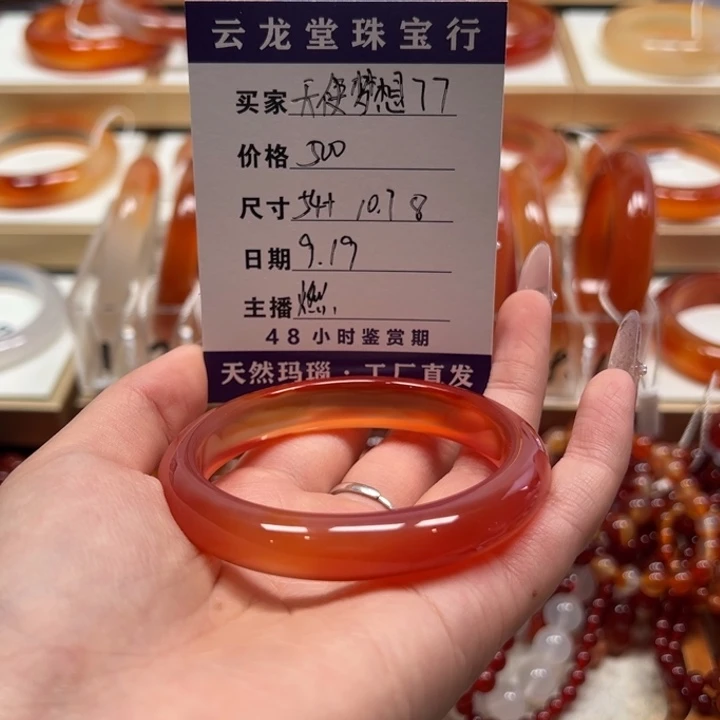 云龙堂珠宝行
买家 天使梦想77
价格 500
尺寸 54+ 10.7 8
日期 9.19
主播 燃
48小时鉴赏期
天然玛瑙·工厂直发